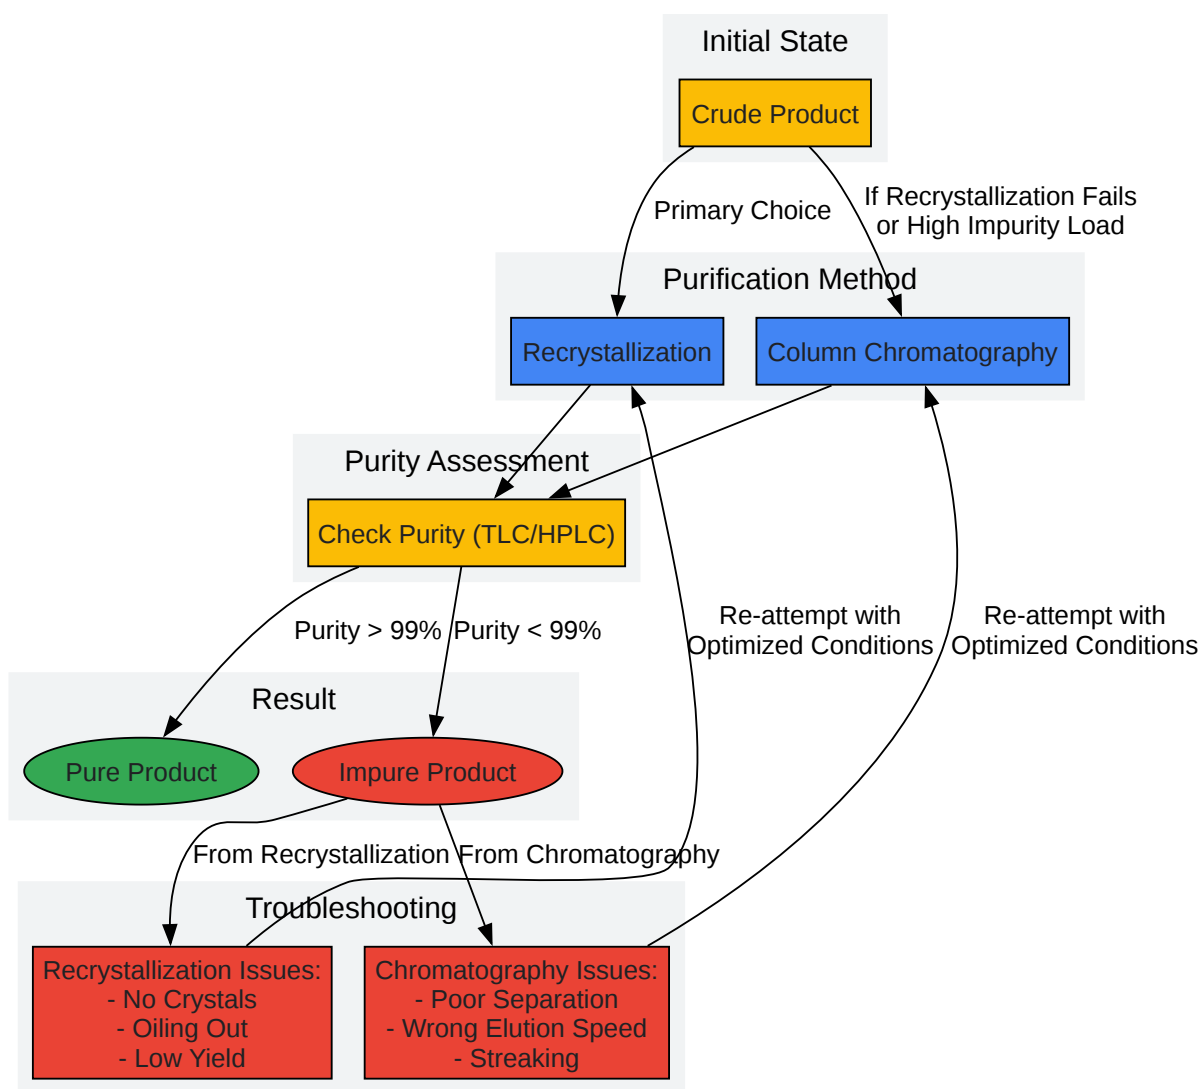 Initial State
Crude Product
Primary Choice
If Recrystallization Fails
or High Impurity Load
Purification Method
Recrystallization
Column Chromatography
Purity Assessment
Check Purity (TLC/HPLC)
Purity > 99%
Purity < 99%
Re-attempt with
Optimized Conditions
Re-attempt with
Optimized Conditions
Result
Pure Product
Impure Product
From Recrystallization
From Chromatography
Troubleshooting
Recrystallization Issues:
- No Crystals
- Oiling Out
- Low Yield
Chromatography Issues:
- Poor Separation
- Wrong Elution Speed
- Streaking